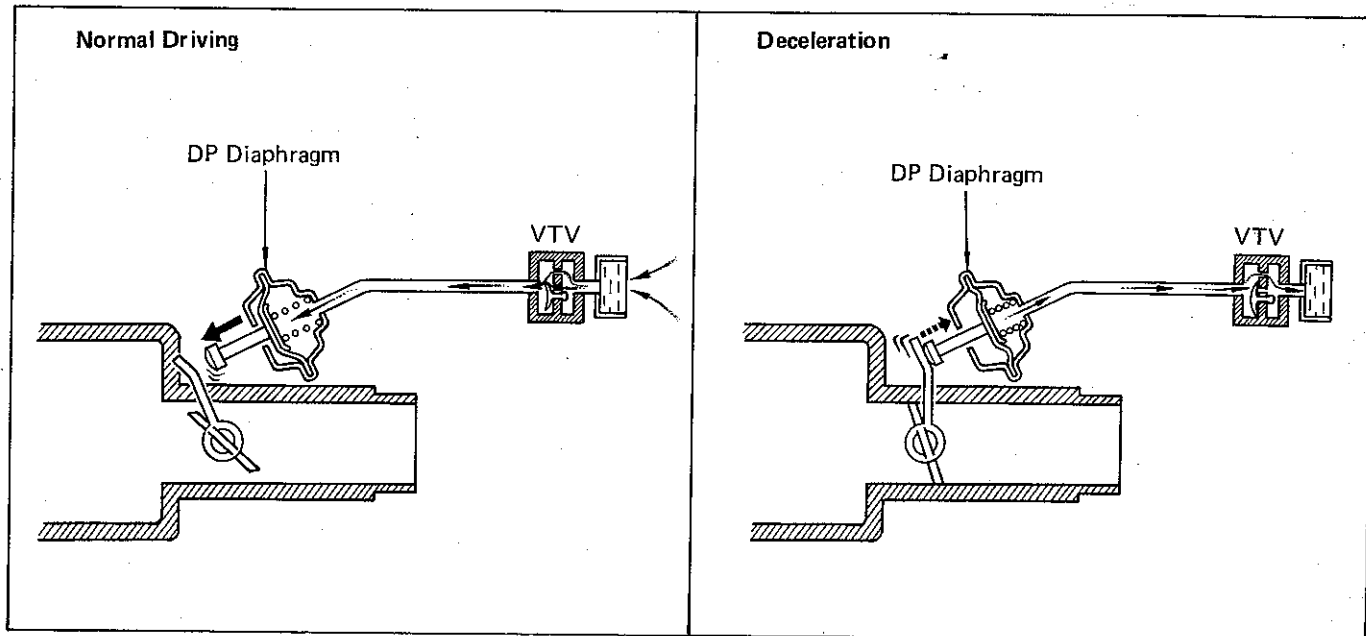 Normal Driving
DP Diaphragm
VTV
Deceleration
DP Diaphragm
VTV